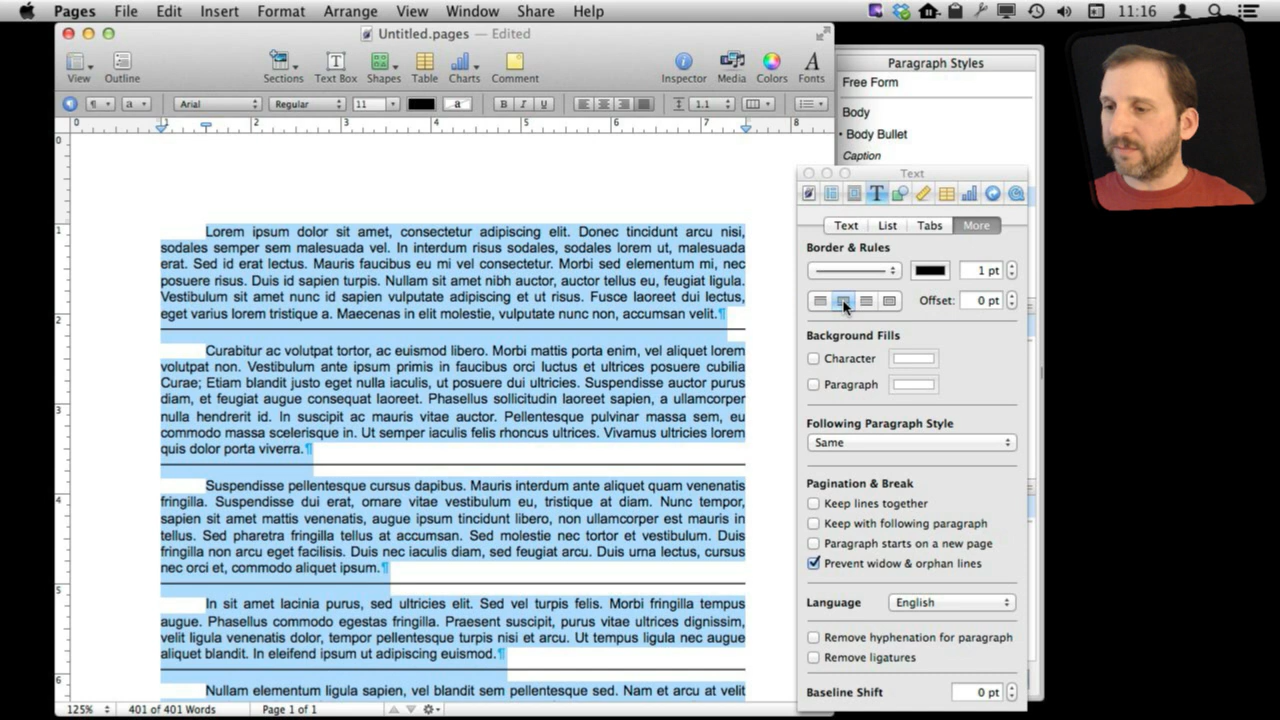 Pages File Edit Insert Format Arrange View Window Share Help 11:16
Untitled.pages — Edited
View Outline Sections Text Box Shapes Table Charts Comment Inspector Media Colors Fonts
¶ a Arial Regular 11 a B I U 1.1
0 1 2 3 4 5 6 7 8
0
1
2
3
4
5
6
Lorem ipsum dolor sit amet, consectetur adipiscing elit. Donec tincidunt arcu nisi,
sodales semper sem malesuada vel. In interdum risus sodales, sodales lorem ut, malesuada
erat. Sed id erat lectus. Mauris faucibus eu mi vel consectetur. Morbi sed elementum mi, nec
posuere risus. Duis id sapien turpis. Nullam sit amet nibh auctor, auctor tellus eu, feugiat ligula.
Vestibulum sit amet nunc id sapien vulputate adipiscing et ut risus. Fusce laoreet dui lectus,
eget varius lorem tristique a. Maecenas in elit molestie, vulputate nunc non, accumsan velit.¶
Curabitur ac volutpat tortor, ac euismod libero. Morbi mattis porta enim, vel aliquet lorem
volutpat non. Vestibulum ante ipsum primis in faucibus orci luctus et ultrices posuere cubilia
Curae; Etiam blandit justo eget nulla iaculis, ut posuere dui ultricies. Suspendisse auctor purus
diam, et feugiat augue consequat laoreet. Phasellus sollicitudin laoreet sapien, a ullamcorper
nulla hendrerit id. In suscipit ac mauris vitae auctor. Pellentesque pulvinar massa sem, eu
commodo massa scelerisque in. Ut semper iaculis felis rhoncus ultrices. Vivamus ultricies lorem
quis dolor porta viverra.¶
Suspendisse pellentesque cursus dapibus. Mauris interdum ante aliquet quam venenatis
fringilla. Suspendisse dui erat, ornare vitae vestibulum eu, tristique at diam. Nunc tempor,
sapien sit amet mattis venenatis, augue ipsum tincidunt libero, non ullamcorper est mauris in
tellus. Sed pharetra fringilla tellus at accumsan. Sed molestie nec tortor et vestibulum. Duis
fringilla non arcu eget facilisis. Duis nec iaculis diam, sed feugiat arcu. Duis urna lectus, cursus
nec orci et, commodo aliquet ipsum.¶
In sit amet lacinia purus, sed ultricies elit. Sed vel turpis felis. Morbi fringilla tempus
augue. Phasellus commodo egestas fringilla. Praesent suscipit, purus vitae ultrices dignissim,
velit ligula venenatis dolor, tempor pellentesque turpis nisi et arcu. Ut tempus ligula nec augue
aliquet blandit. In eleifend ipsum ut adipiscing euismod.¶
Nullam elementum ligula sapien, vel blandit sem pellentesque sed. Nam et arcu at velit
125% 401 of 401 Words Page 1 of 1
Paragraph Styles
Free Form
Body
• Body Bullet
Caption
Text
T
Text List Tabs More
Border & Rules
1 pt
Offset: 0 pt
Background Fills
Character
Paragraph
Following Paragraph Style
Same
Pagination & Break
Keep lines together
Keep with following paragraph
Paragraph starts on a new page
Prevent widow & orphan lines
Language English
Remove hyphenation for paragraph
Remove ligatures
Baseline Shift 0 pt